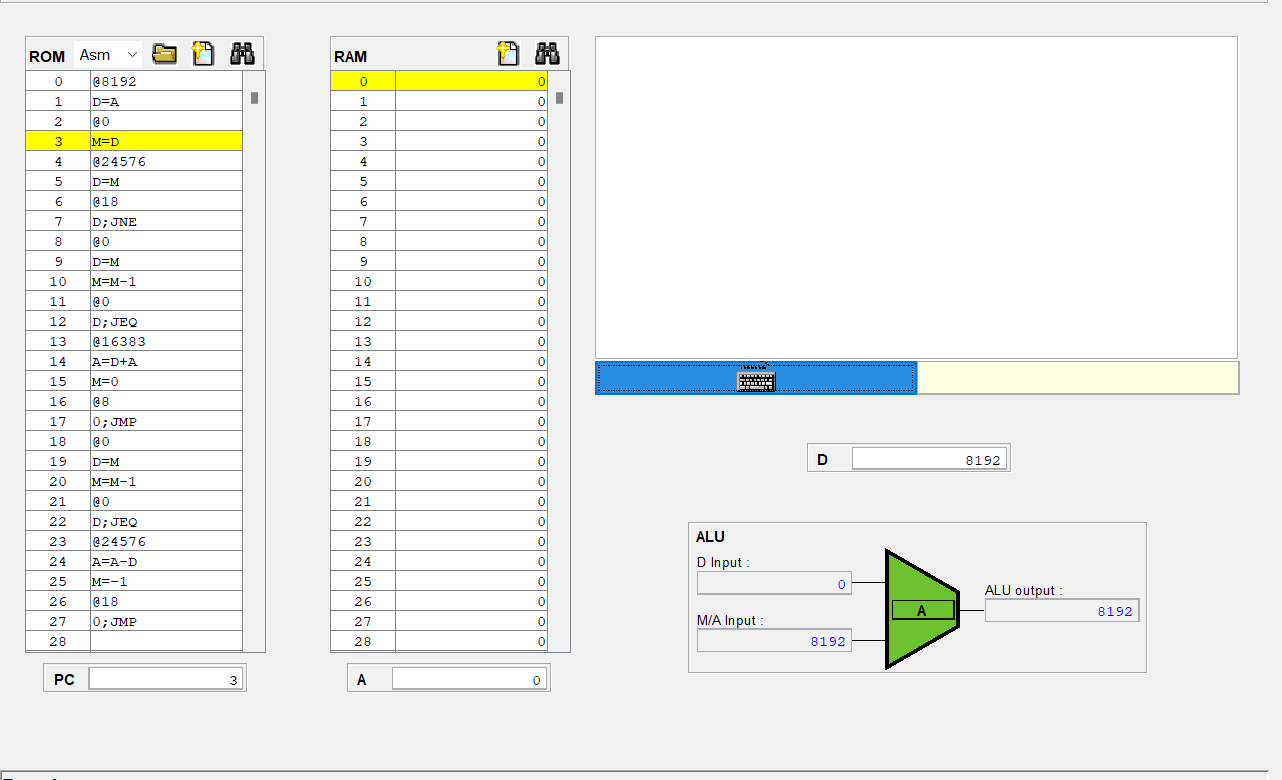 ROM Asm
0 @8192
1 D=A
2 @0
3 M=D
4 @24576
5 D=M
6 @18
7 D;JNE
8 @0
9 D=M
10 M=M-1
11 @0
12 D;JEQ
13 @16383
14 A=D+A
15 M=0
16 @8
17 0;JMP
18 @0
19 D=M
20 M=M-1
21 @0
22 D;JEQ
23 @24576
24 A=A-D
25 M=-1
26 @18
27 0;JMP
28
PC 3
RAM
0 0
1 0
2 0
3 0
4 0
5 0
6 0
7 0
8 0
9 0
10 0
11 0
12 0
13 0
14 0
15 0
16 0
17 0
18 0
19 0
20 0
21 0
22 0
23 0
24 0
25 0
26 0
27 0
28 0
A 0
D 8192
ALU
D Input :
0
M/A Input :
8192
A
ALU output :
8192